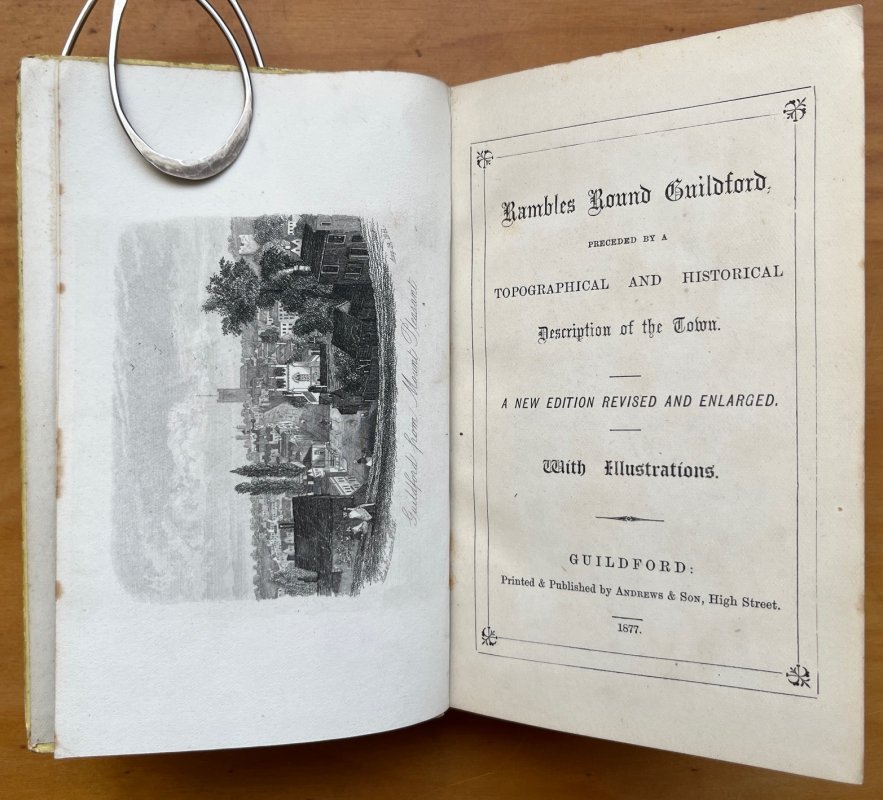 Guildford from Mount Pleasant
Rambles Round Guildford,
PRECEDED BY A
TOPOGRAPHICAL AND HISTORICAL
Description of the Town.
A NEW EDITION REVISED AND ENLARGED.
With Illustrations.
GUILDFORD:
Printed & Published by ANDREWS & SON, High Street.
1877.